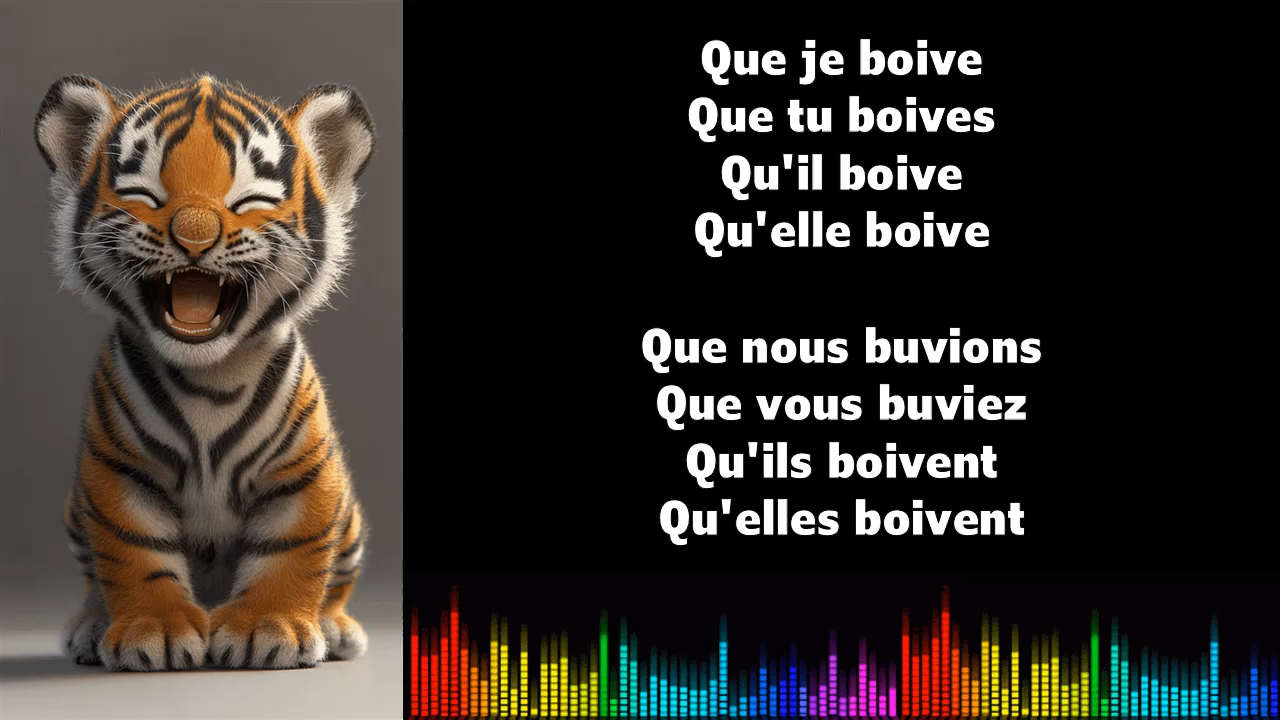 Que je boive
Que tu boives
Qu'il boive
Qu'elle boive
Que nous buvions
Que vous buviez
Qu'ils boivent
Qu'elles boivent